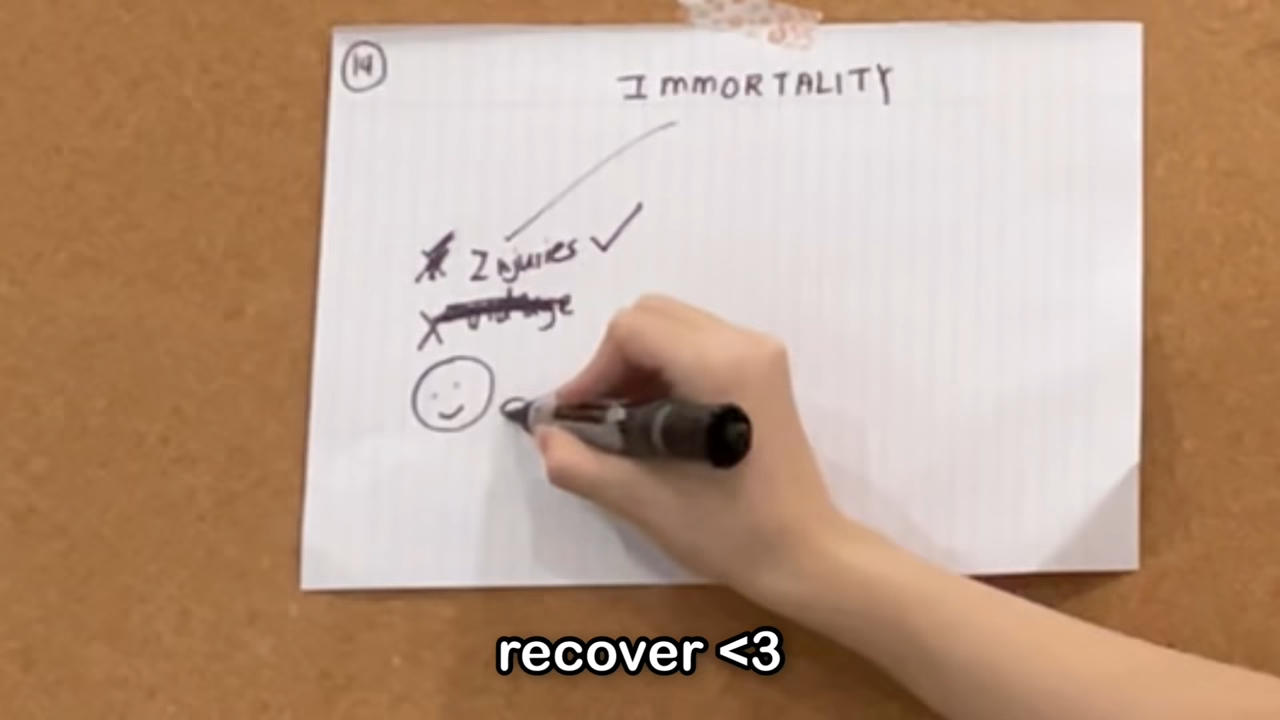 14
IMMORTALITY
Injuries ✓
X
recover <3